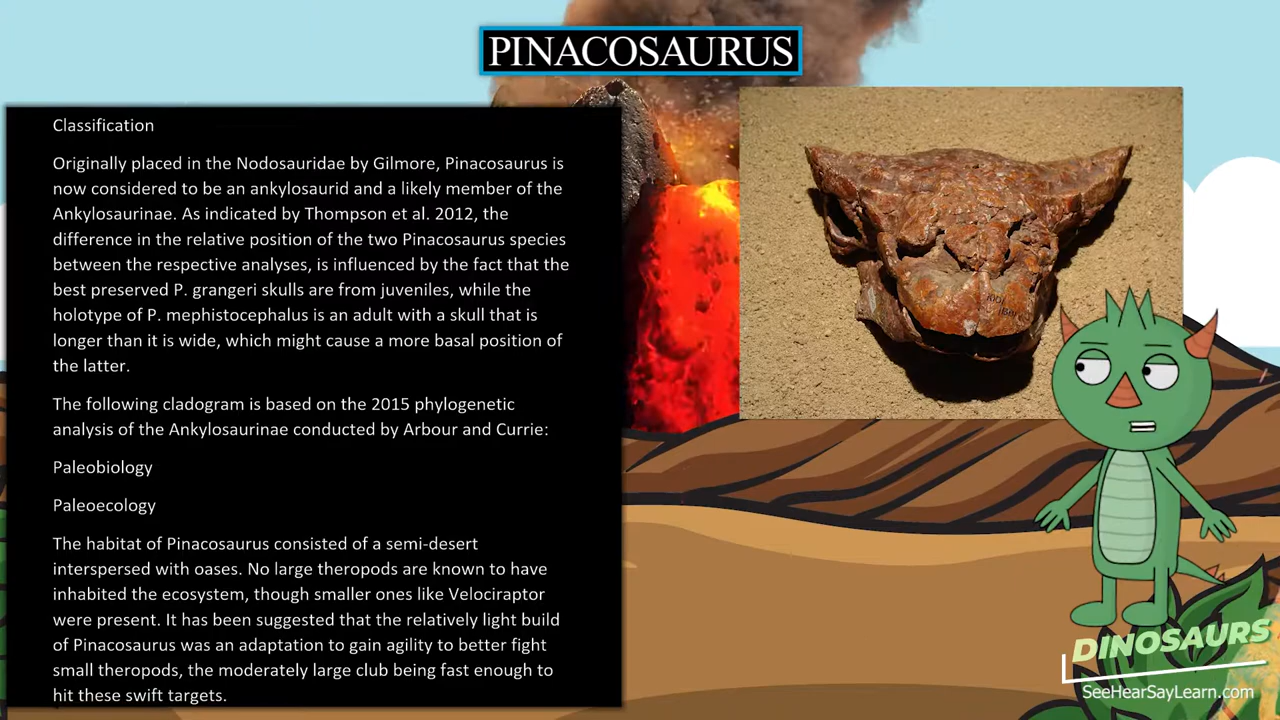 PINACOSAURUS
Classification
Originally placed in the Nodosauridae by Gilmore, Pinacosaurus is
now considered to be an ankylosaurid and a likely member of the
Ankylosaurinae. As indicated by Thompson et al. 2012, the
difference in the relative position of the two Pinacosaurus species
between the respective analyses, is influenced by the fact that the
best preserved P. grangeri skulls are from juveniles, while the
holotype of P. mephistocephalus is an adult with a skull that is
longer than it is wide, which might cause a more basal position of
the latter.
The following cladogram is based on the 2015 phylogenetic
analysis of the Ankylosaurinae conducted by Arbour and Currie:
Paleobiology
Paleoecology
The habitat of Pinacosaurus consisted of a semi-desert
interspersed with oases. No large theropods are known to have
inhabited the ecosystem, though smaller ones like Velociraptor
were present. It has been suggested that the relatively light build
of Pinacosaurus was an adaptation to gain agility to better fight
small theropods, the moderately large club being fast enough to
hit these swift targets.
DINOSAURS
SeeHearSayLearn.com